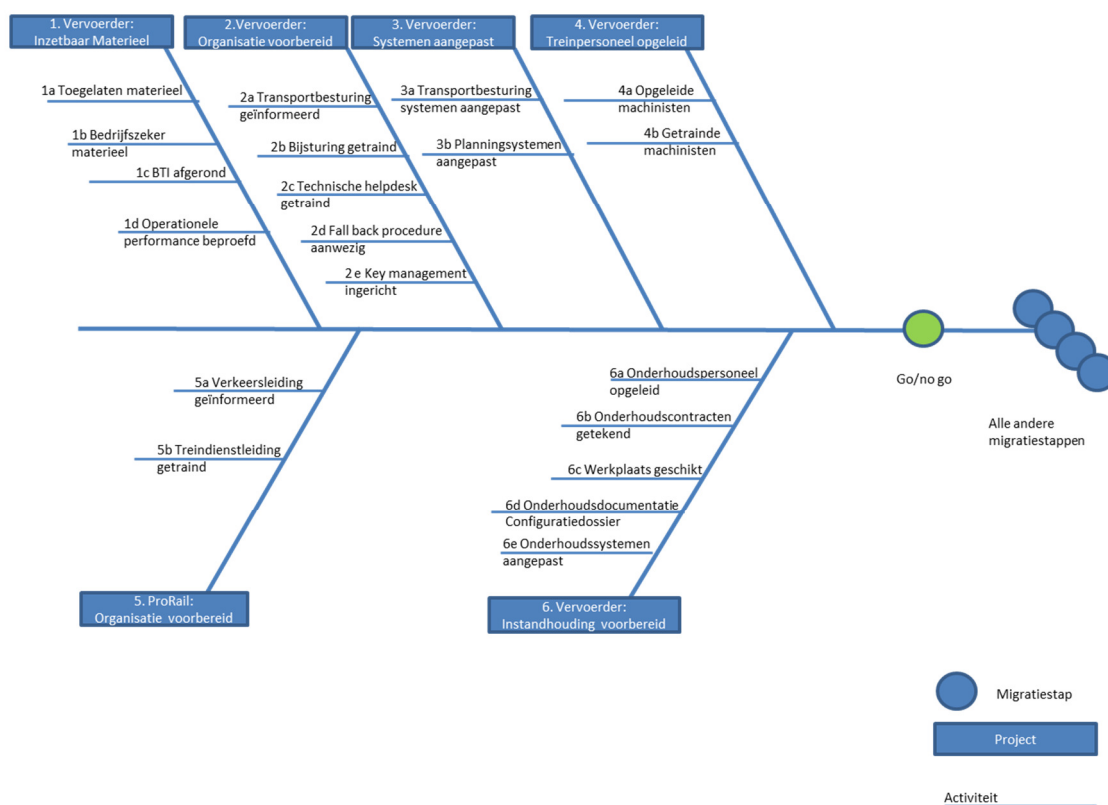 1. Vervoerder:
Inzetbaar Materieel
2.Vervoerder:
Organisatie voorbereid
3. Vervoerder:
Systemen aangepast
4. Vervoerder:
Treinpersoneel opgeleid
1a Toegelaten materieel
1b Bedrijfszeker
materieel
1c BTI afgerond
1d Operationele
performance beproefd
2a Transportbesturing
geïnformeerd
2b Bijsturing getraind
2c Technische helpdesk
getraind
2d Fall back procedure
aanwezig
2 e Key management
ingericht
3a Transportbesturing
systemen aangepast
3b Planningsystemen
aangepast
4a Opgeleide
machinisten
4b Getrainde
machinisten
Go/no go
Alle andere
migratiestappen
5a Verkeersleiding
geïnformeerd
5b Treindienstleiding
getraind
6a Onderhoudspersoneel
opgeleid
6b Onderhoudscontracten
getekend
6c Werkplaats geschikt
6d Onderhoudsdocumentatie
Configuratiedossier
6e Onderhoudssystemen
aangepast
5. ProRail:
Organisatie voorbereid
6. Vervoerder:
Instandhouding voorbereid
Migratiestap
Project
Activiteit